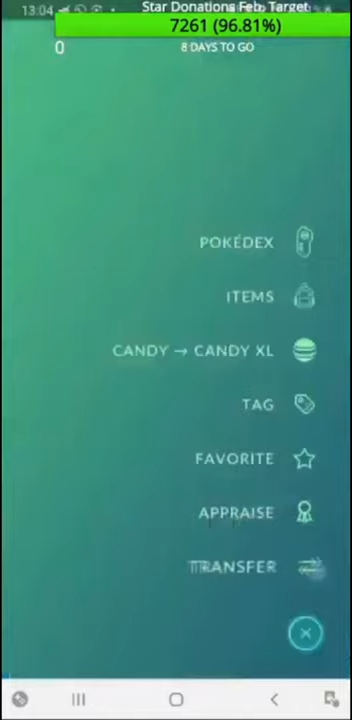 13:04
Star Donations Feb. Target
7261 (96.81%)
0
8 DAYS TO GO
POKÉDEX
ITEMS
CANDY → CANDY XL
TAG
FAVORITE
APPRAISE
TRANSFER